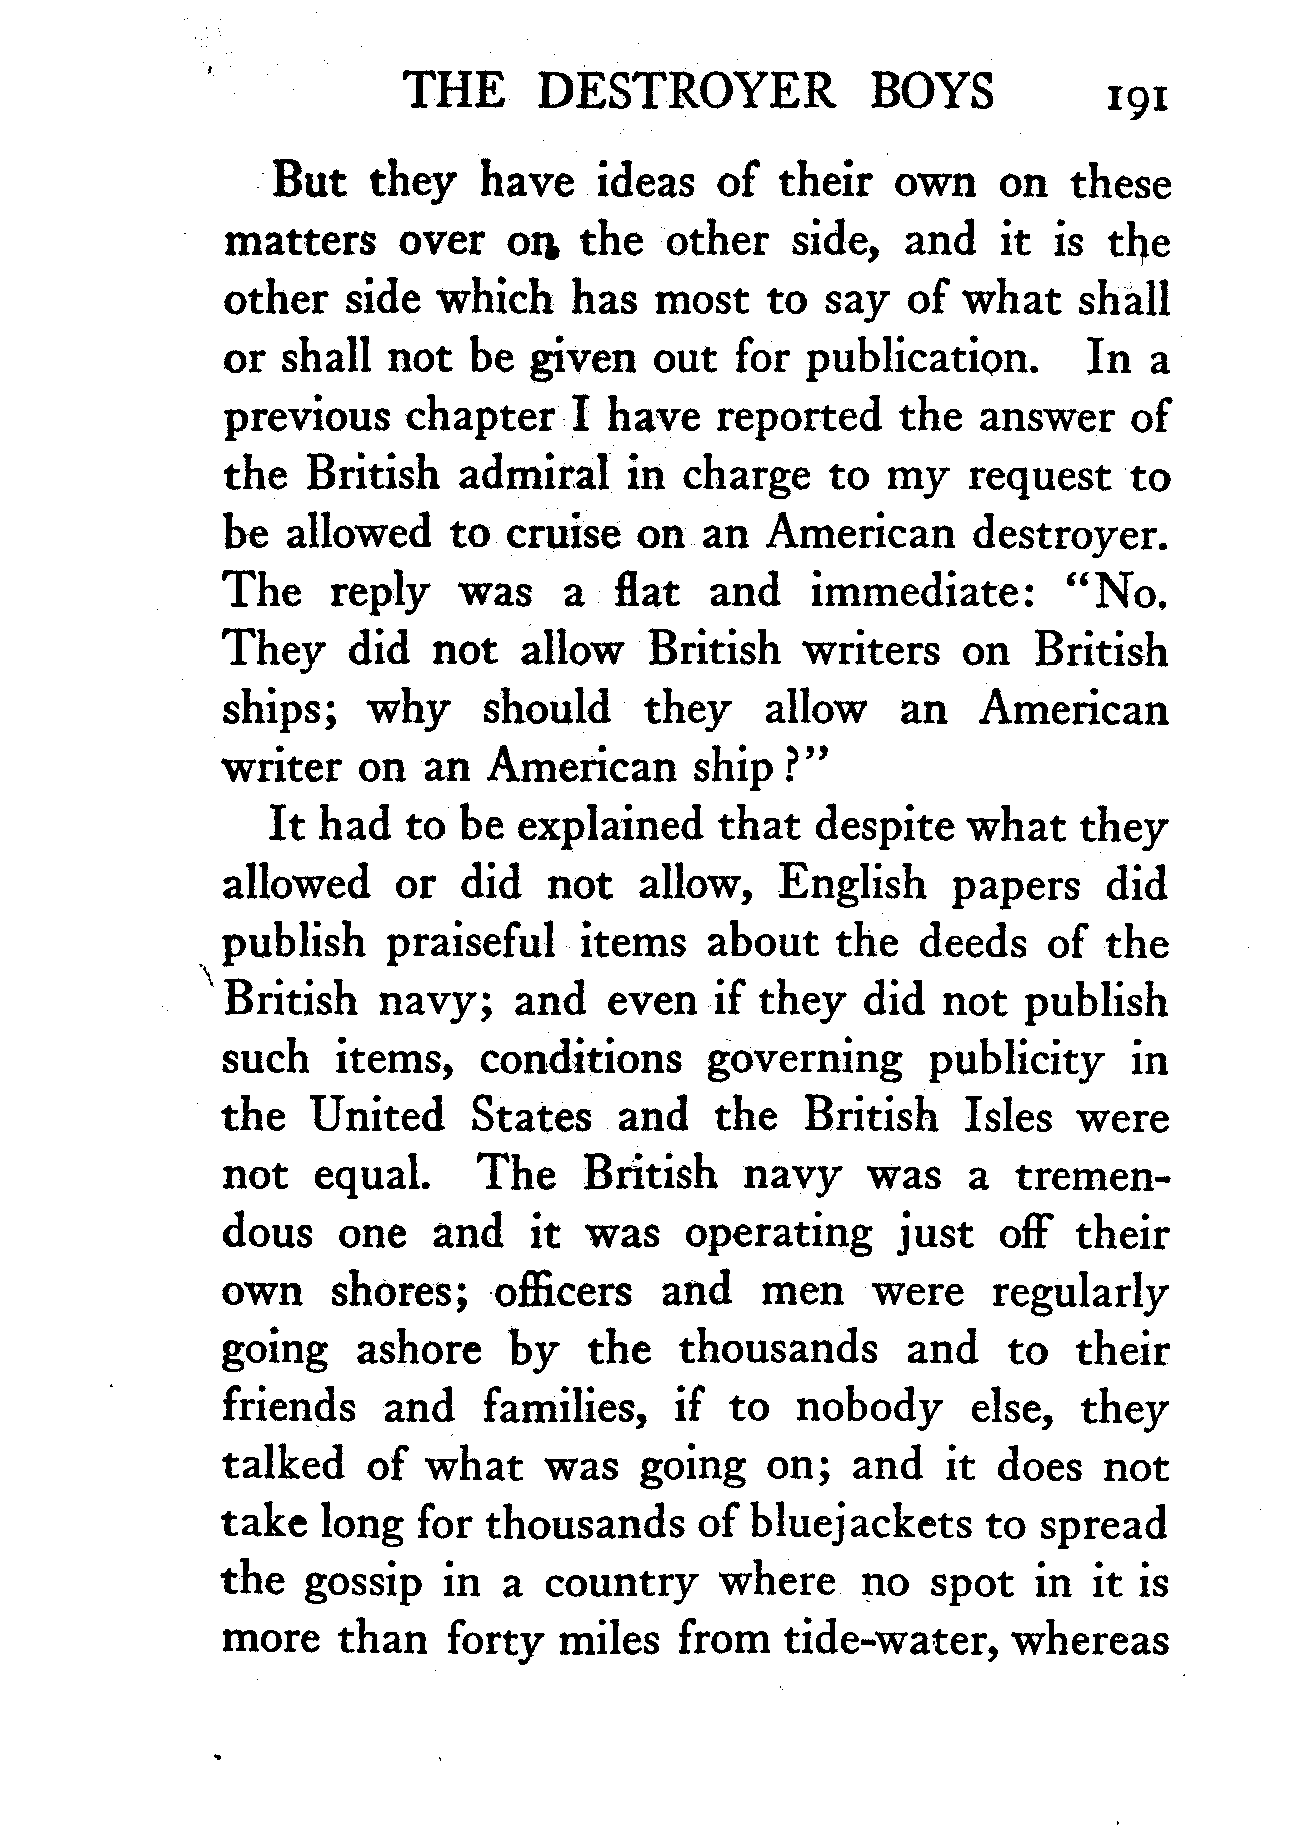 THE DESTROYER BOYS 191
But they have ideas of their own on these
matters over on the other side, and it is the
other side which has most to say of what shall
or shall not be given out for publication. In a
previous chapter I have reported the answer of
the British admiral in charge to my request to
be allowed to cruise on an American destroyer.
The reply was a flat and immediate: "No.
They did not allow British writers on British
ships; why should they allow an American
writer on an American ship?"
It had to be explained that despite what they
allowed or did not allow, English papers did
publish praiseful items about the deeds of the
British navy; and even if they did not publish
such items, conditions governing publicity in
the United States and the British Isles were
not equal. The British navy was a tremen-
dous one and it was operating just off their
own shores; officers and men were regularly
going ashore by the thousands and to their
friends and families, if to nobody else, they
talked of what was going on; and it does not
take long for thousands of bluejackets to spread
the gossip in a country where no spot in it is
more than forty miles from tide-water, whereas